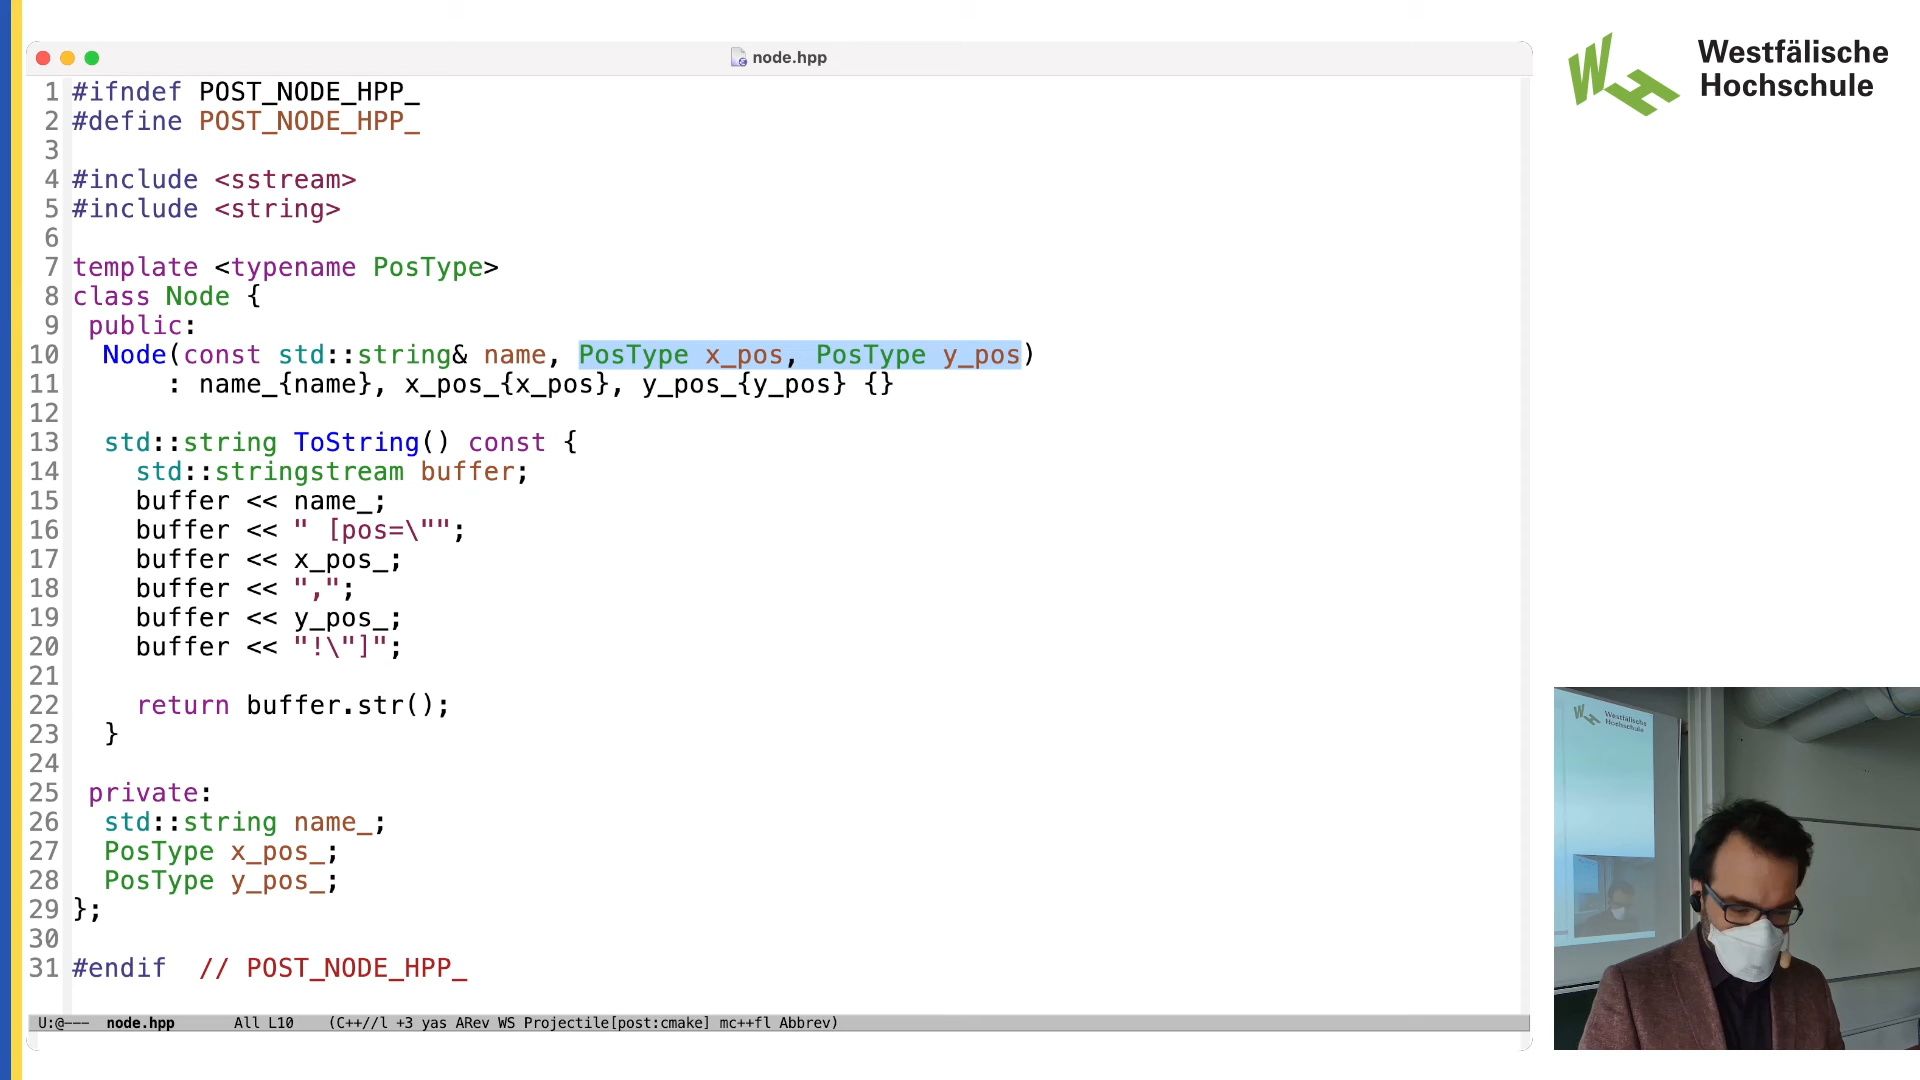 node.hpp
Westfälische
Hochschule
1 #ifndef POST_NODE_HPP_
2 #define POST_NODE_HPP_
3
4 #include <sstream>
5 #include <string>
6
7 template <typename PosType>
8 class Node {
9  public:
10   Node(const std::string& name, PosType x_pos, PosType y_pos)
11       : name_{name}, x_pos_{x_pos}, y_pos_{y_pos} {}
12
13   std::string ToString() const {
14     std::stringstream buffer;
15     buffer << name_;
16     buffer << " [pos=\"";
17     buffer << x_pos_;
18     buffer << ",";
19     buffer << y_pos_;
20     buffer << "!\"]";
21
22     return buffer.str();
23   }
24
25  private:
26   std::string name_;
27   PosType x_pos_;
28   PosType y_pos_;
29 };
30
31 #endif  // POST_NODE_HPP_
U:@--- node.hpp All L10 (C++//l +3 yas ARev WS Projectile[post:cmake] mc++fl Abbrev)
Westfälische
Hochschule